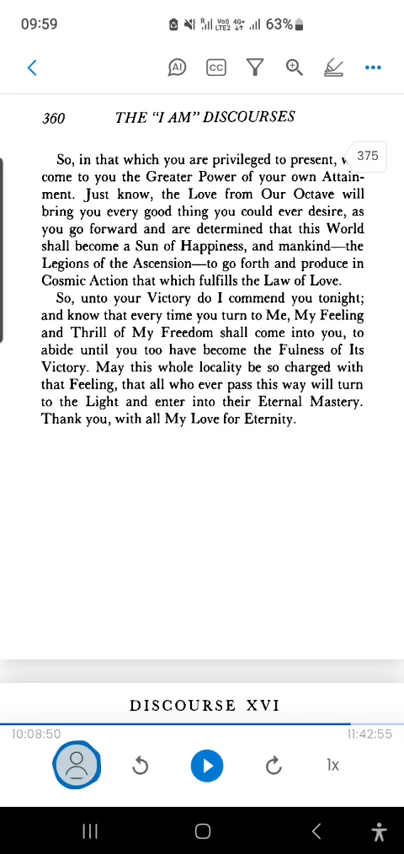 09:59
R
Vo))
LTE2
4G+
63%
AI
CC
360 THE “I AM” DISCOURSES
375
So, in that which you are privileged to present,
come to you the Greater Power of your own Attain-
ment. Just know, the Love from Our Octave will
bring you every good thing you could ever desire, as
you go forward and are determined that this World
shall become a Sun of Happiness, and mankind—the
Legions of the Ascension—to go forth and produce in
Cosmic Action that which fulfills the Law of Love.
So, unto your Victory do I commend you tonight;
and know that every time you turn to Me, My Feeling
and Thrill of My Freedom shall come into you, to
abide until you too have become the Fulness of Its
Victory. May this whole locality be so charged with
that Feeling, that all who ever pass this way will turn
to the Light and enter into their Eternal Mastery.
Thank you, with all My Love for Eternity.
DISCOURSE XVI
10:08:50 11:42:55
1x